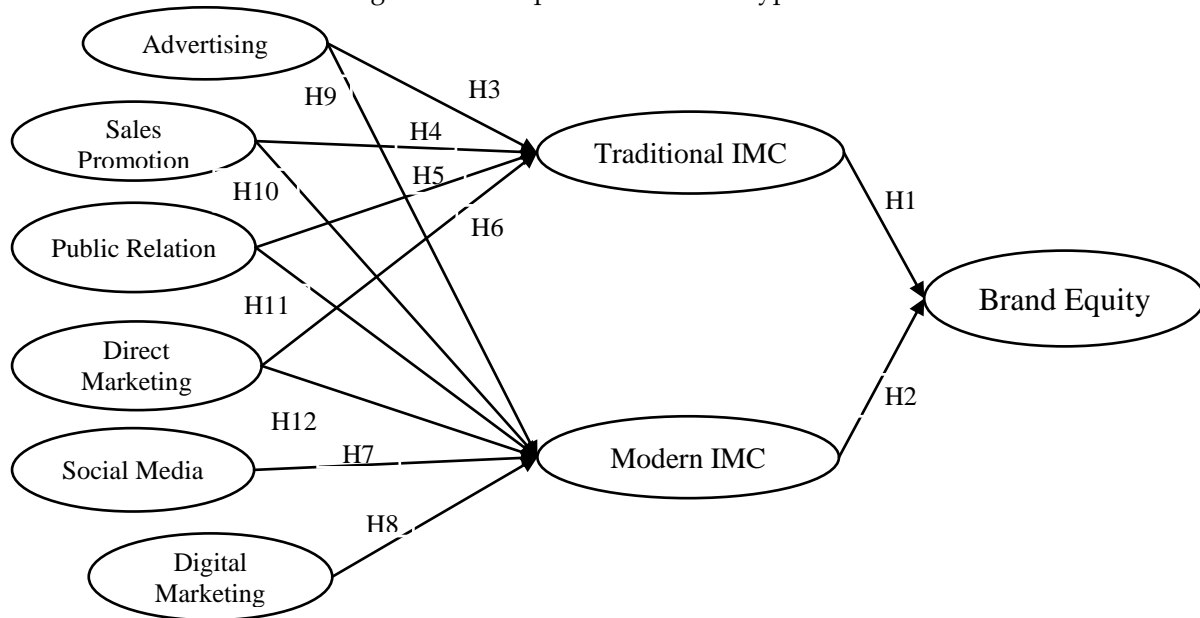 Advertising
H3
H9
Sales
Promotion
H4
Traditional IMC
H5
H10
H1
H6
Public Relation
Brand Equity
H11
Direct
Marketing
H2
H12
H7
Modern IMC
Social Media
H8
Digital
Marketing